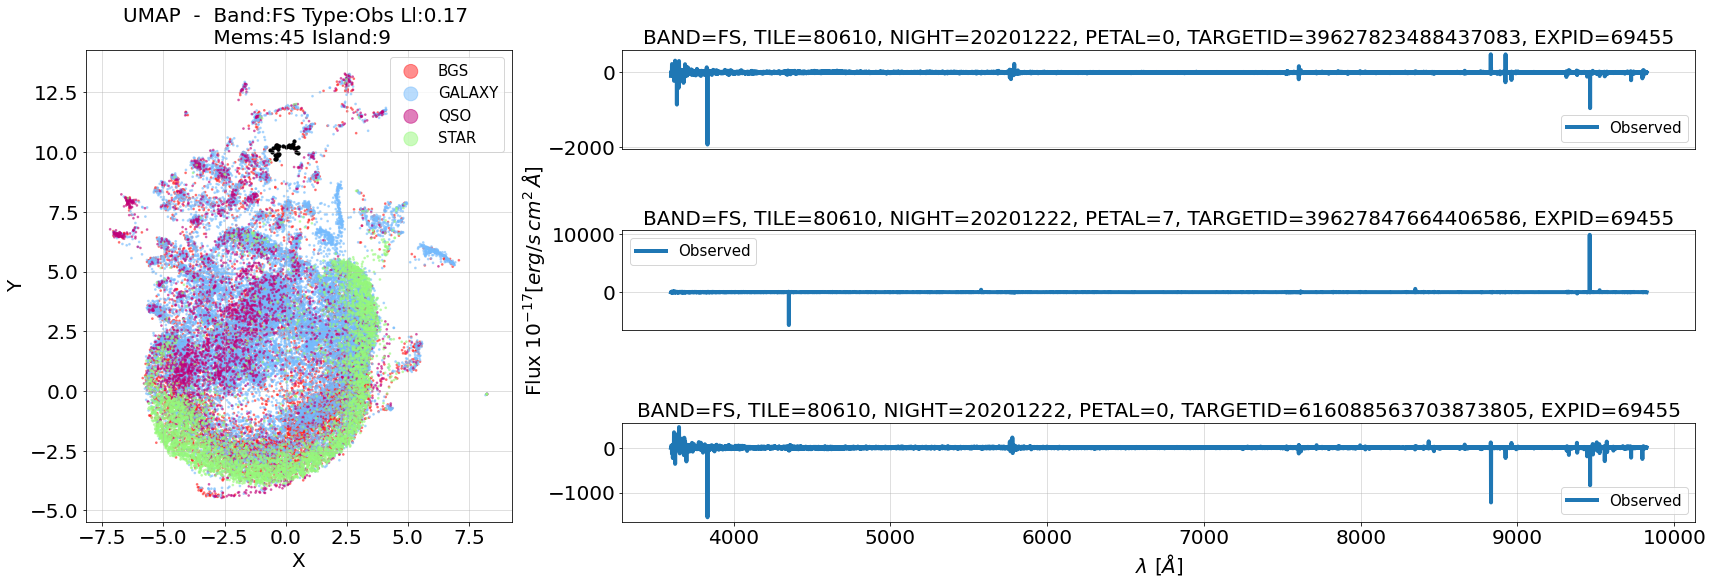 UMAP - Band:FS Type:Obs Ll:0.17
Mems:45 Island:9
BGS
GALAXY
QSO
STAR
12.5
10.0
7.5
5.0
2.5
0.0
−2.5
−5.0
Y
−7.5 −5.0 −2.5 0.0 2.5 5.0 7.5
X
Flux 10⁻¹⁷[erg/s cm² Å]
BAND=FS, TILE=80610, NIGHT=20201222, PETAL=0, TARGETID=39627823488437083, EXPID=69455
0
−2000
Observed
BAND=FS, TILE=80610, NIGHT=20201222, PETAL=7, TARGETID=39627847664406586, EXPID=69455
10000
0
Observed
BAND=FS, TILE=80610, NIGHT=20201222, PETAL=0, TARGETID=616088563703873805, EXPID=69455
0
−1000
Observed
4000 5000 6000 7000 8000 9000 10000
λ [Å]